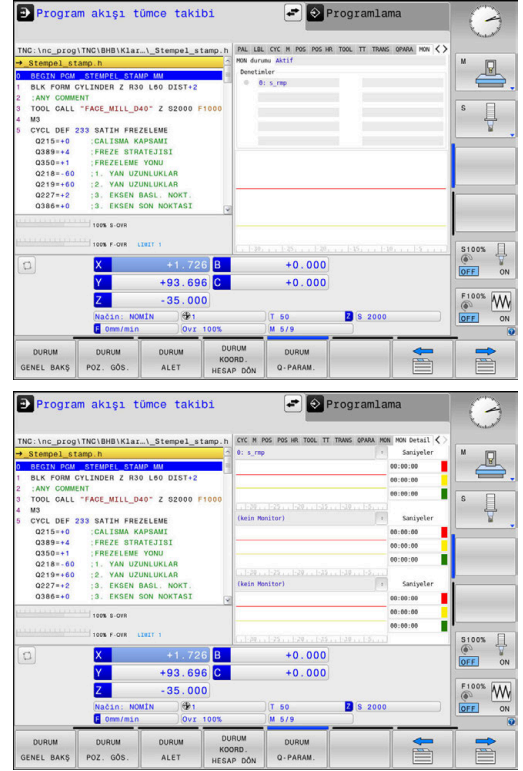 Program akışı tümce takibi
Programlama
TNC:\nc_prog\TNC\BHB\Klar…\_Stempel_stamp.h
→_Stempel_stamp.h
0 BEGIN PGM _STEMPEL_STAMP MM
1 BLK FORM CYLINDER Z R30 L60 DIST+2
2 ;ANY COMMENT
3 TOOL CALL "FACE_MILL_D40" Z S2000 F1000
4 M3
5 CYCL DEF 233 SATIH FREZELEME
Q215=+0 ;CALISMA KAPSAMI
Q389=+4 ;FREZE STRATEJISI
Q350=+1 ;FREZELEME YONU
Q218=-60 ;1. YAN UZUNLUKLAR
Q219=+60 ;2. YAN UZUNLUKLAR
Q227=+2 ;3. EKSEN BASL. NOKT.
Q386=+0 ;3. EKSEN SON NOKTASI
PAL LBL CYC M POS POS HR TOOL TT TRANS QPARA MON
MON durumu Aktif
Denetimler
0: s_rmp
100% S-OVR
100% F-OVR LIMIT 1
X +1.726 B +0.000
Y +93.696 C +0.000
Z -35.000
Način: NOMİN 1 T 50 Z S 2000
F 0mm/min Ovr 100% M 5/9
DURUM GENEL BAKŞ
DURUM POZ. GÖS.
DURUM ALET
DURUM KOORD. HESAP DÖN
DURUM Q-PARAM.
M
S
S100%
OFF ON
F100% W
OFF ON
Program akışı tümce takibi
Programlama
TNC:\nc_prog\TNC\BHB\Klar…\_Stempel_stamp.h
→_Stempel_stamp.h
0 BEGIN PGM _STEMPEL_STAMP MM
1 BLK FORM CYLINDER Z R30 L60 DIST+2
2 ;ANY COMMENT
3 TOOL CALL "FACE_MILL_D40" Z S2000 F1000
4 M3
5 CYCL DEF 233 SATIH FREZELEME
Q215=+0 ;CALISMA KAPSAMI
Q389=+4 ;FREZE STRATEJISI
Q350=+1 ;FREZELEME YONU
Q218=-60 ;1. YAN UZUNLUKLAR
Q219=+60 ;2. YAN UZUNLUKLAR
Q227=+2 ;3. EKSEN BASL. NOKT.
Q386=+0 ;3. EKSEN SON NOKTASI
CYC M POS POS HR TOOL TT TRANS QPARA MON MON Detail
0: s_rmp Saniyeler
00:00:00
00:00:00
00:00:00
(kein Monitor) Saniyeler
00:00:00
00:00:00
00:00:00
(kein Monitor) Saniyeler
00:00:00
00:00:00
00:00:00
100% S-OVR
100% F-OVR LIMIT 1
X +1.726 B +0.000
Y +93.696 C +0.000
Z -35.000
Način: NOMİN 1 T 50 Z S 2000
F 0mm/min Ovr 100% M 5/9
DURUM GENEL BAKŞ
DURUM POZ. GÖS.
DURUM ALET
DURUM KOORD. HESAP DÖN
DURUM Q-PARAM.
M
S
S100%
OFF ON
F100% W
OFF ON